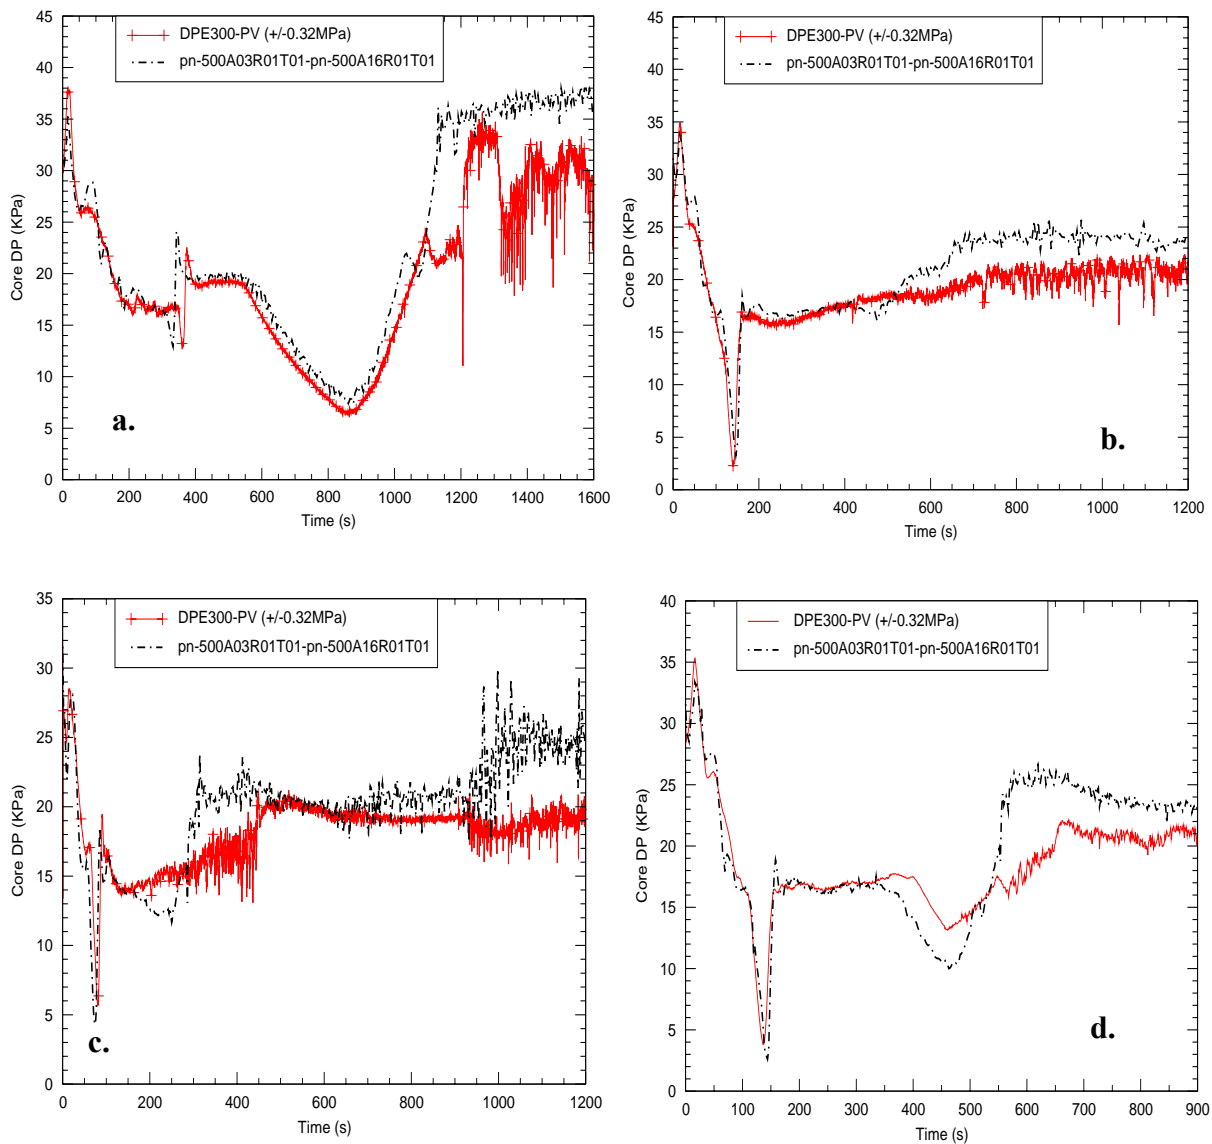 DPE300-PV (+/-0.32MPa)
pn-500A03R01T01-pn-500A16R01T01
45
40
35
30
25
20
15
10
5
0
Core DP (KPa)
a.
0 200 400 600 800 1000 1200 1400 1600
Time (s)
DPE300-PV (+/-0.32MPa)
pn-500A03R01T01-pn-500A16R01T01
45
40
35
30
25
20
15
10
5
0
Core DP (KPa)
b.
0 200 400 600 800 1000 1200
Time (s)
DPE300-PV (+/-0.32MPa)
pn-500A03R01T01-pn-500A16R01T01
35
30
25
20
15
10
5
0
Core DP (KPa)
c.
0 200 400 600 800 1000 1200
Time (s)
DPE300-PV (+/-0.32MPa)
pn-500A03R01T01-pn-500A16R01T01
40
35
30
25
20
15
10
5
0
Core DP (KPa)
d.
0 100 200 300 400 500 600 700 800 900
Time (s)